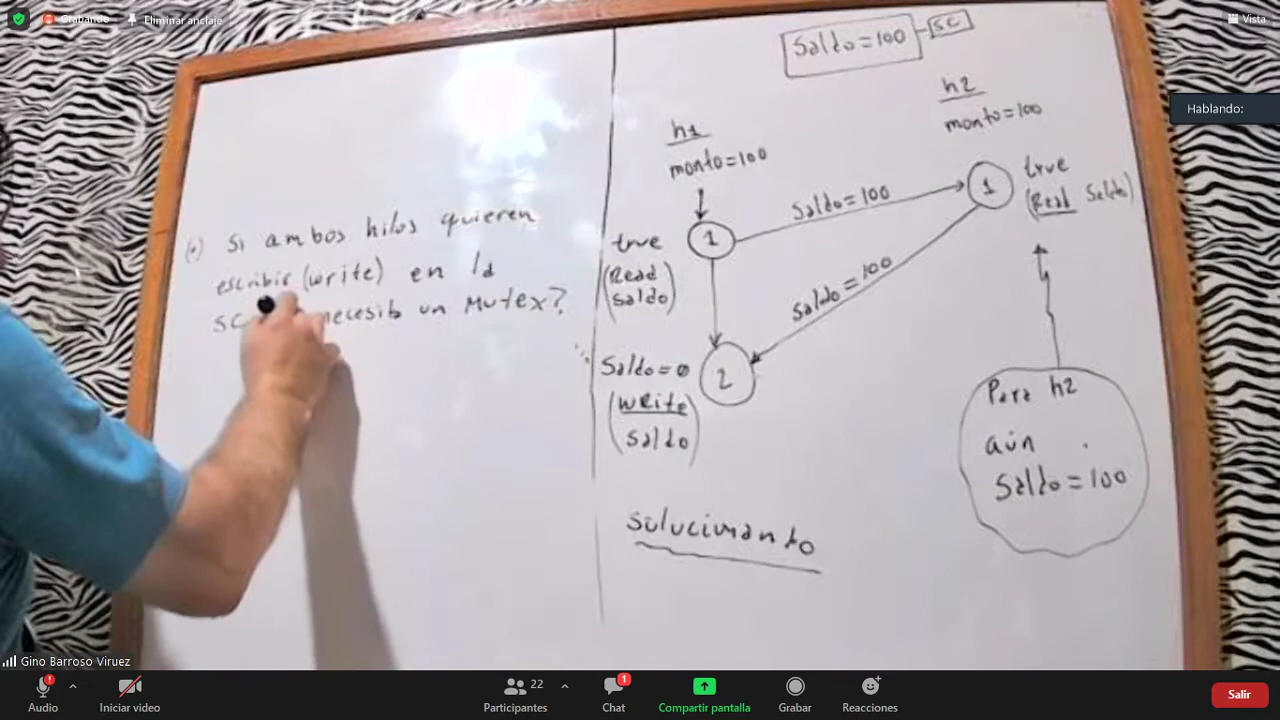 Grabando
Eliminar anclaje
Vista
Hablando:
Saldo=100
SC
h1
monto=100
h2
monto=100
1
Saldo=100
1
true
(Read Saldo)
true
(Read
Saldo)
Saldo=100
(*) Si ambos hilos quieren
escribir (write) en la
SC necesita un Mutex?
Saldo=0
(write
Saldo)
2
Para h2
aún
Saldo=100
Solucionando
Gino Barroso Viruez
Audio
Iniciar video
22
Participantes
1
Chat
Compartir pantalla
Grabar
Reacciones
Salir